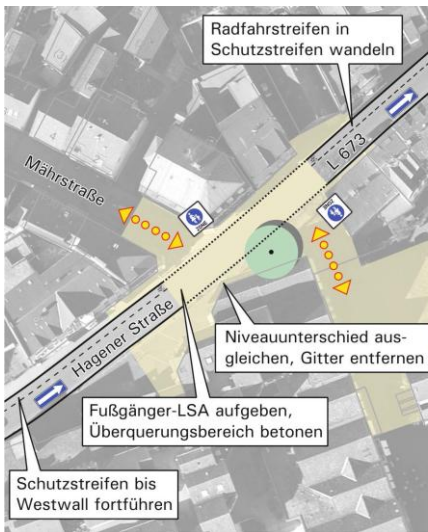 Radfahrstreifen in
Schutzstreifen wandeln
L 673
Mährstraße
Hagener Straße
Niveauunterschied aus-
gleichen, Gitter entfernen
Fußgänger-LSA aufgeben,
Überquerungsbereich betonen
Schutzstreifen bis
Westwall fortführen